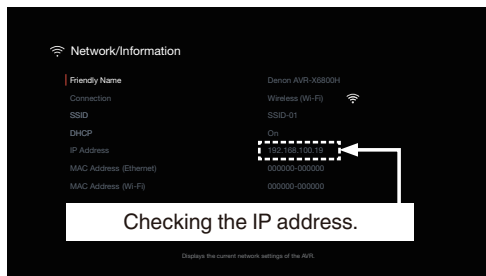 Network/Information
Friendly Name Denon AVR-X6800H
Connection Wireless (Wi-Fi)
SSID SSID-01
DHCP On
IP Address 192.168.100.19
MAC Address (Ethernet) 000000-000000
MAC Address (Wi-Fi) 000000-000000
Checking the IP address.
Displays the current network settings of the AVR.